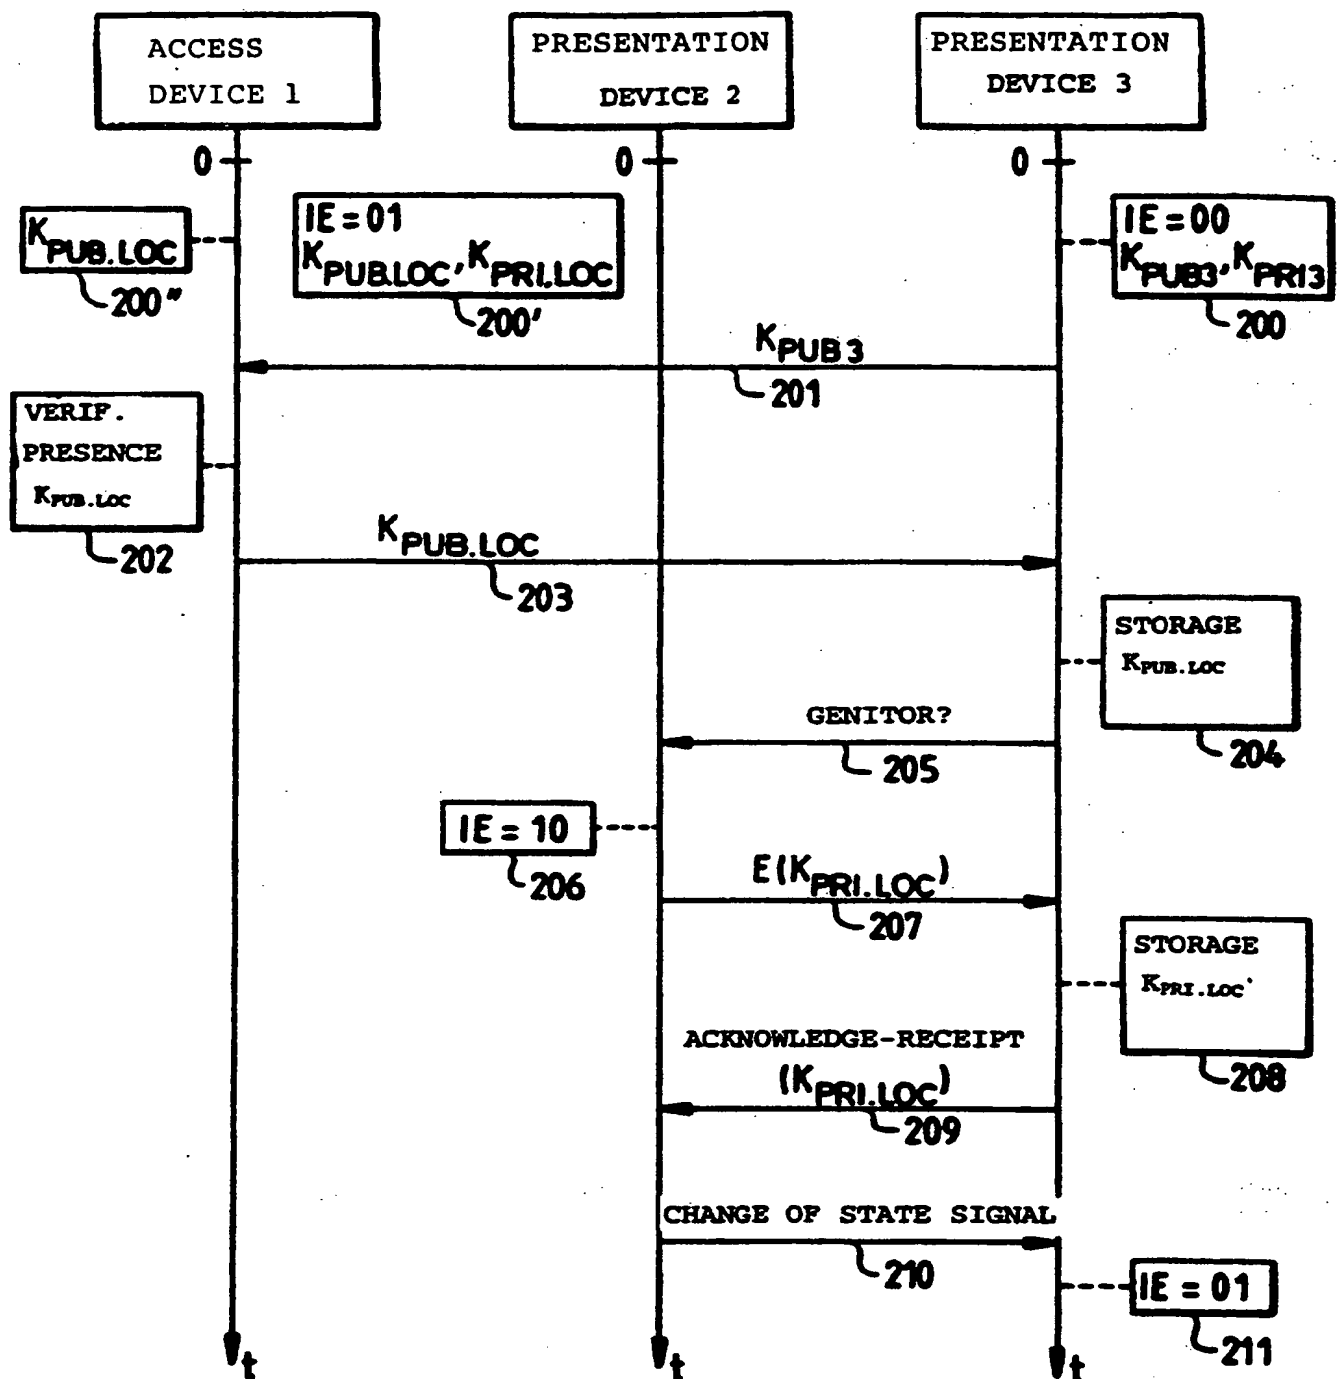 ACCESS
DEVICE 1
PRESENTATION
DEVICE 2
PRESENTATION
DEVICE 3
0
0
0
KPUB.LOC
200"
IE = 01
KPUB.LOC, KPRI.LOC
200'
IE = 00
KPUB3, KPRI3
200
KPUB3
201
VERIF.
PRESENCE
KPUB.LOC
202
KPUB.LOC
203
STORAGE
KPUB.LOC
204
GENITOR?
205
IE = 10
206
E(KPRI.LOC)
207
STORAGE
KPRI.LOC
208
ACKNOWLEDGE-RECEIPT
(KPRI.LOC)
209
CHANGE OF STATE SIGNAL
210
IE = 01
211
t
t
t